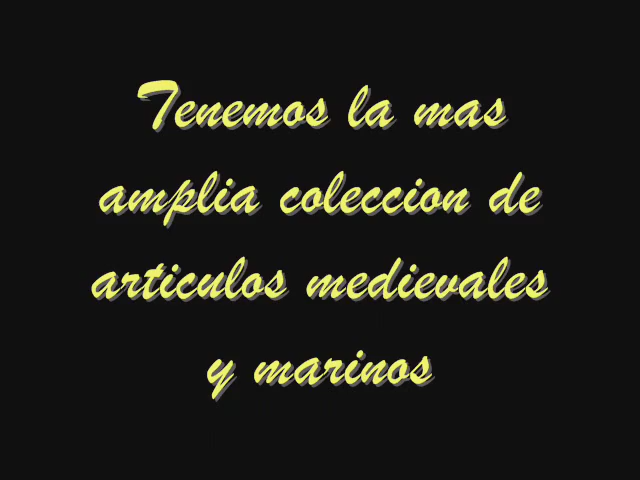 Tenemos la mas
amplia coleccion de
articulos medievales
y marinos